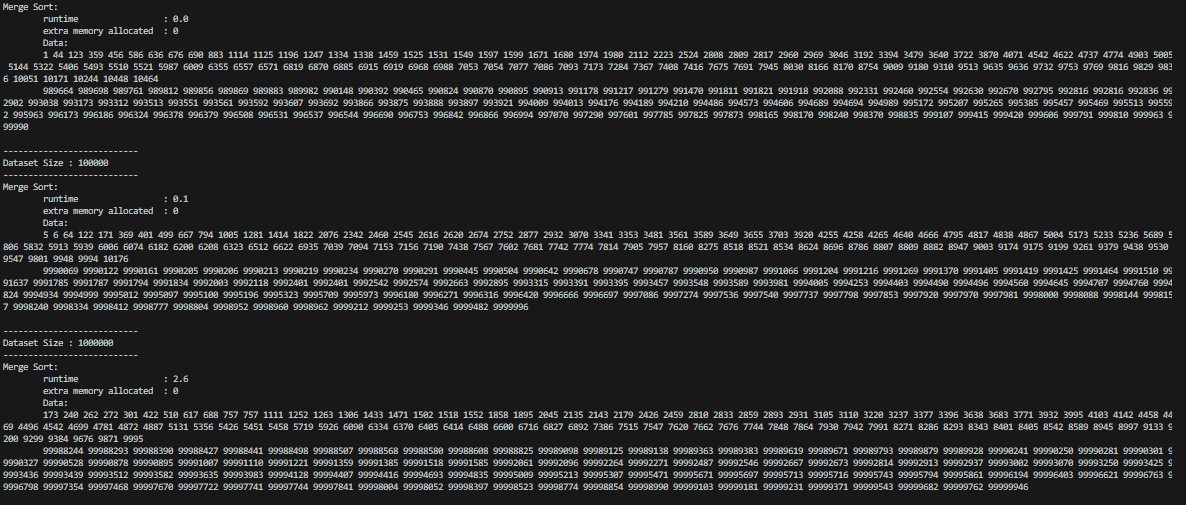 Merge Sort:
runtime : 0.0
extra memory allocated : 0
Data:
1 44 123 359 456 586 636 676 690 883 1114 1125 1196 1247 1334 1338 1459 1525 1531 1549 1597 1599 1671 1680 1974 1980 2112 2223 2524 2808 2809 2817 2960 2969 3046 3192 3394 3479 3640 3722 3870 4071 4542 4622 4737 4774 4903 5005
5144 5322 5406 5493 5510 5521 5987 6009 6355 6557 6571 6819 6870 6885 6915 6919 6968 6988 7053 7054 7077 7086 7093 7173 7284 7367 7408 7416 7675 7691 7945 8030 8166 8170 8754 9009 9180 9310 9513 9635 9636 9732 9753 9769 9816 9829 983
6 10051 10171 10244 10448 10464
989664 989698 989761 989812 989856 989869 989883 989982 990148 990392 990465 990824 990870 990895 990913 991178 991217 991279 991470 991811 991821 991918 992088 992331 992460 992554 992630 992670 992795 992816 992816 992836 99
2902 993038 993173 993312 993513 993551 993561 993592 993607 993692 993866 993875 993888 993897 993921 994009 994013 994176 994189 994210 994486 994573 994606 994689 994694 994989 995172 995207 995265 995385 995457 995469 995513 99559
2 995963 996173 996186 996324 996378 996379 996508 996531 996537 996544 996690 996753 996842 996866 996994 997070 997290 997601 997785 997825 997873 998165 998170 998240 998370 998835 999107 999415 999420 999606 999791 999810 999963 9
99990
---------------------------
Dataset Size : 100000
---------------------------
Merge Sort:
runtime : 0.1
extra memory allocated : 0
Data:
5 6 64 122 171 369 401 499 667 794 1005 1281 1414 1822 2076 2342 2460 2545 2616 2620 2674 2752 2877 2932 3070 3341 3353 3481 3561 3589 3649 3655 3703 3920 4255 4258 4265 4640 4666 4795 4817 4838 4867 5004 5173 5233 5236 5689 5
806 5832 5913 5939 6006 6074 6182 6200 6208 6323 6512 6622 6935 7039 7094 7153 7156 7190 7438 7567 7602 7681 7742 7774 7814 7905 7957 8160 8275 8518 8521 8534 8624 8696 8786 8807 8809 8882 8947 9003 9174 9175 9199 9261 9379 9438 9530
9547 9801 9948 9994 10176
9990069 9990122 9990161 9990205 9990206 9990213 9990219 9990234 9990270 9990291 9990445 9990504 9990642 9990678 9990747 9990787 9990950 9990987 9991066 9991204 9991216 9991269 9991370 9991405 9991419 9991425 9991464 9991510 99
91637 9991785 9991787 9991794 9991834 9992003 9992118 9992401 9992401 9992542 9992574 9992663 9992895 9993315 9993391 9993395 9993457 9993548 9993589 9993981 9994005 9994253 9994403 9994490 9994496 9994560 9994645 9994707 9994760 9994
824 9994934 9994999 9995012 9995097 9995100 9995196 9995323 9995709 9995973 9996180 9996271 9996316 9996420 9996666 9996697 9997086 9997274 9997536 9997540 9997737 9997798 9997853 9997920 9997970 9997981 9998000 9998088 9998144 999815
7 9998240 9998334 9998412 9998777 9998804 9998952 9998960 9998962 9999212 9999253 9999346 9999482 9999996
---------------------------
Dataset Size : 1000000
---------------------------
Merge Sort:
runtime : 2.6
extra memory allocated : 0
Data:
173 240 262 272 301 422 510 617 688 757 757 1111 1252 1263 1306 1433 1471 1502 1518 1552 1858 1895 2045 2135 2143 2179 2426 2459 2810 2833 2859 2893 2931 3105 3110 3220 3237 3377 3396 3638 3683 3771 3932 3995 4103 4142 4458 44
69 4496 4542 4699 4781 4872 4887 5131 5356 5426 5451 5458 5719 5926 6090 6334 6370 6405 6414 6488 6600 6716 6827 6892 7386 7515 7547 7620 7662 7676 7744 7848 7864 7930 7942 7991 8271 8286 8293 8343 8401 8405 8542 8589 8945 8997 9133 9
200 9299 9384 9676 9871 9995
99988244 99988293 99988390 99988427 99988441 99988498 99988507 99988568 99988580 99988608 99988825 99989098 99989125 99989138 99989363 99989383 99989619 99989671 99989793 99989879 99989928 99990241 99990250 99990281 99990301 9
9990327 99990528 99990878 99990895 99991007 99991110 99991221 99991359 99991385 99991518 99991585 99992061 99992096 99992264 99992271 99992487 99992546 99992667 99992673 99992814 99992913 99992937 99993002 99993070 99993250 99993425 9
9993436 99993439 99993512 99993582 99993635 99993983 99994128 99994407 99994416 99994693 99994835 99995009 99995213 99995307 99995471 99995671 99995697 99995713 99995716 99995743 99995794 99995861 99996194 99996403 99996621 99996763 9
9996798 99997354 99997468 99997670 99997722 99997741 99997744 99997841 99998004 99998052 99998397 99998523 99998774 99998854 99998990 99999103 99999181 99999231 99999371 99999543 99999682 99999762 99999946